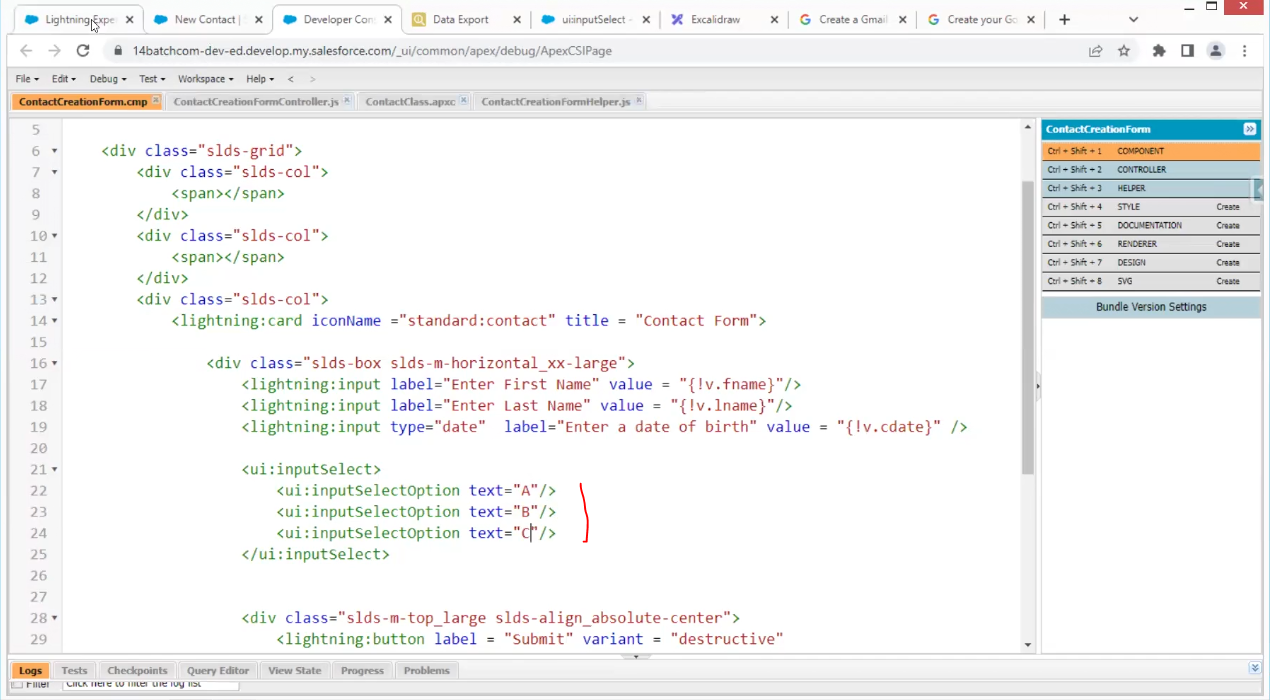 Lightning Expe
New Contact |
Developer Con
Data Export
ui:inputSelect -
Excalidraw
Create a Gmail
Create your Go
14batchcom-dev-ed.develop.my.salesforce.com/_ui/common/apex/debug/ApexCSIPage
File Edit Debug Test Workspace Help < >
ContactCreationForm.cmp ContactCreationFormController.js ContactClass.apxc ContactCreationFormHelper.js
5
6 <div class="slds-grid">
7 <div class="slds-col">
8 <span></span>
9 </div>
10 <div class="slds-col">
11 <span></span>
12 </div>
13 <div class="slds-col">
14 <lightning:card iconName ="standard:contact" title = "Contact Form">
15
16 <div class="slds-box slds-m-horizontal_xx-large">
17 <lightning:input label="Enter First Name" value = "{!v.fname}"/>
18 <lightning:input label="Enter Last Name" value = "{!v.lname}"/>
19 <lightning:input type="date"  label="Enter a date of birth" value = "{!v.cdate}" />
20
21 <ui:inputSelect>
22 <ui:inputSelectOption text="A"/>
23 <ui:inputSelectOption text="B"/>
24 <ui:inputSelectOption text="C"/>
25 </ui:inputSelect>
26
27
28 <div class="slds-m-top_large slds-align_absolute-center">
29 <lightning:button label = "Submit" variant = "destructive"
ContactCreationForm
Ctrl + Shift + 1 COMPONENT
Ctrl + Shift + 2 CONTROLLER
Ctrl + Shift + 3 HELPER
Ctrl + Shift + 4 STYLE Create
Ctrl + Shift + 5 DOCUMENTATION Create
Ctrl + Shift + 6 RENDERER Create
Ctrl + Shift + 7 DESIGN Create
Ctrl + Shift + 8 SVG Create
Bundle Version Settings
Logs Tests Checkpoints Query Editor View State Progress Problems
Filter Click here to filter the log list